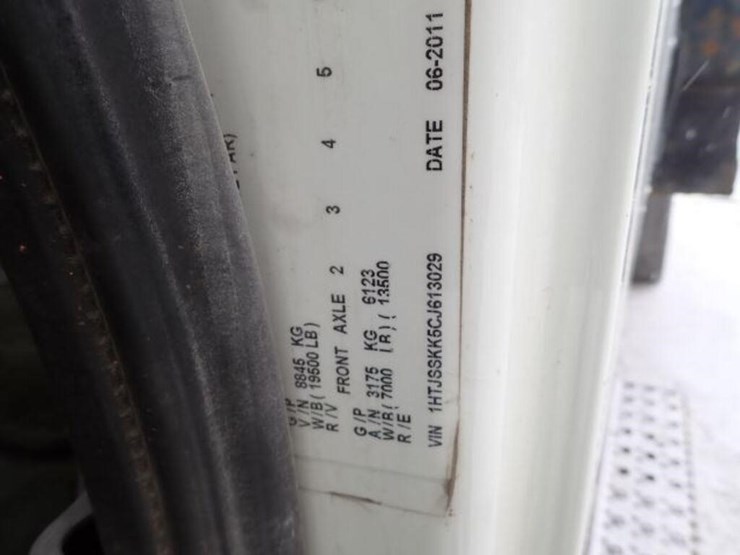 G/P
V/N 8845 KG
W/B ( 19500 LB)
R/V FRONT AXLE 2 3 4 5
G/P
A/N 3175 KG 6123
W/R ( 7000 LB ) ( 13500
R/E
VIN 1HTJSSKK5CJ613029 DATE 06-2011